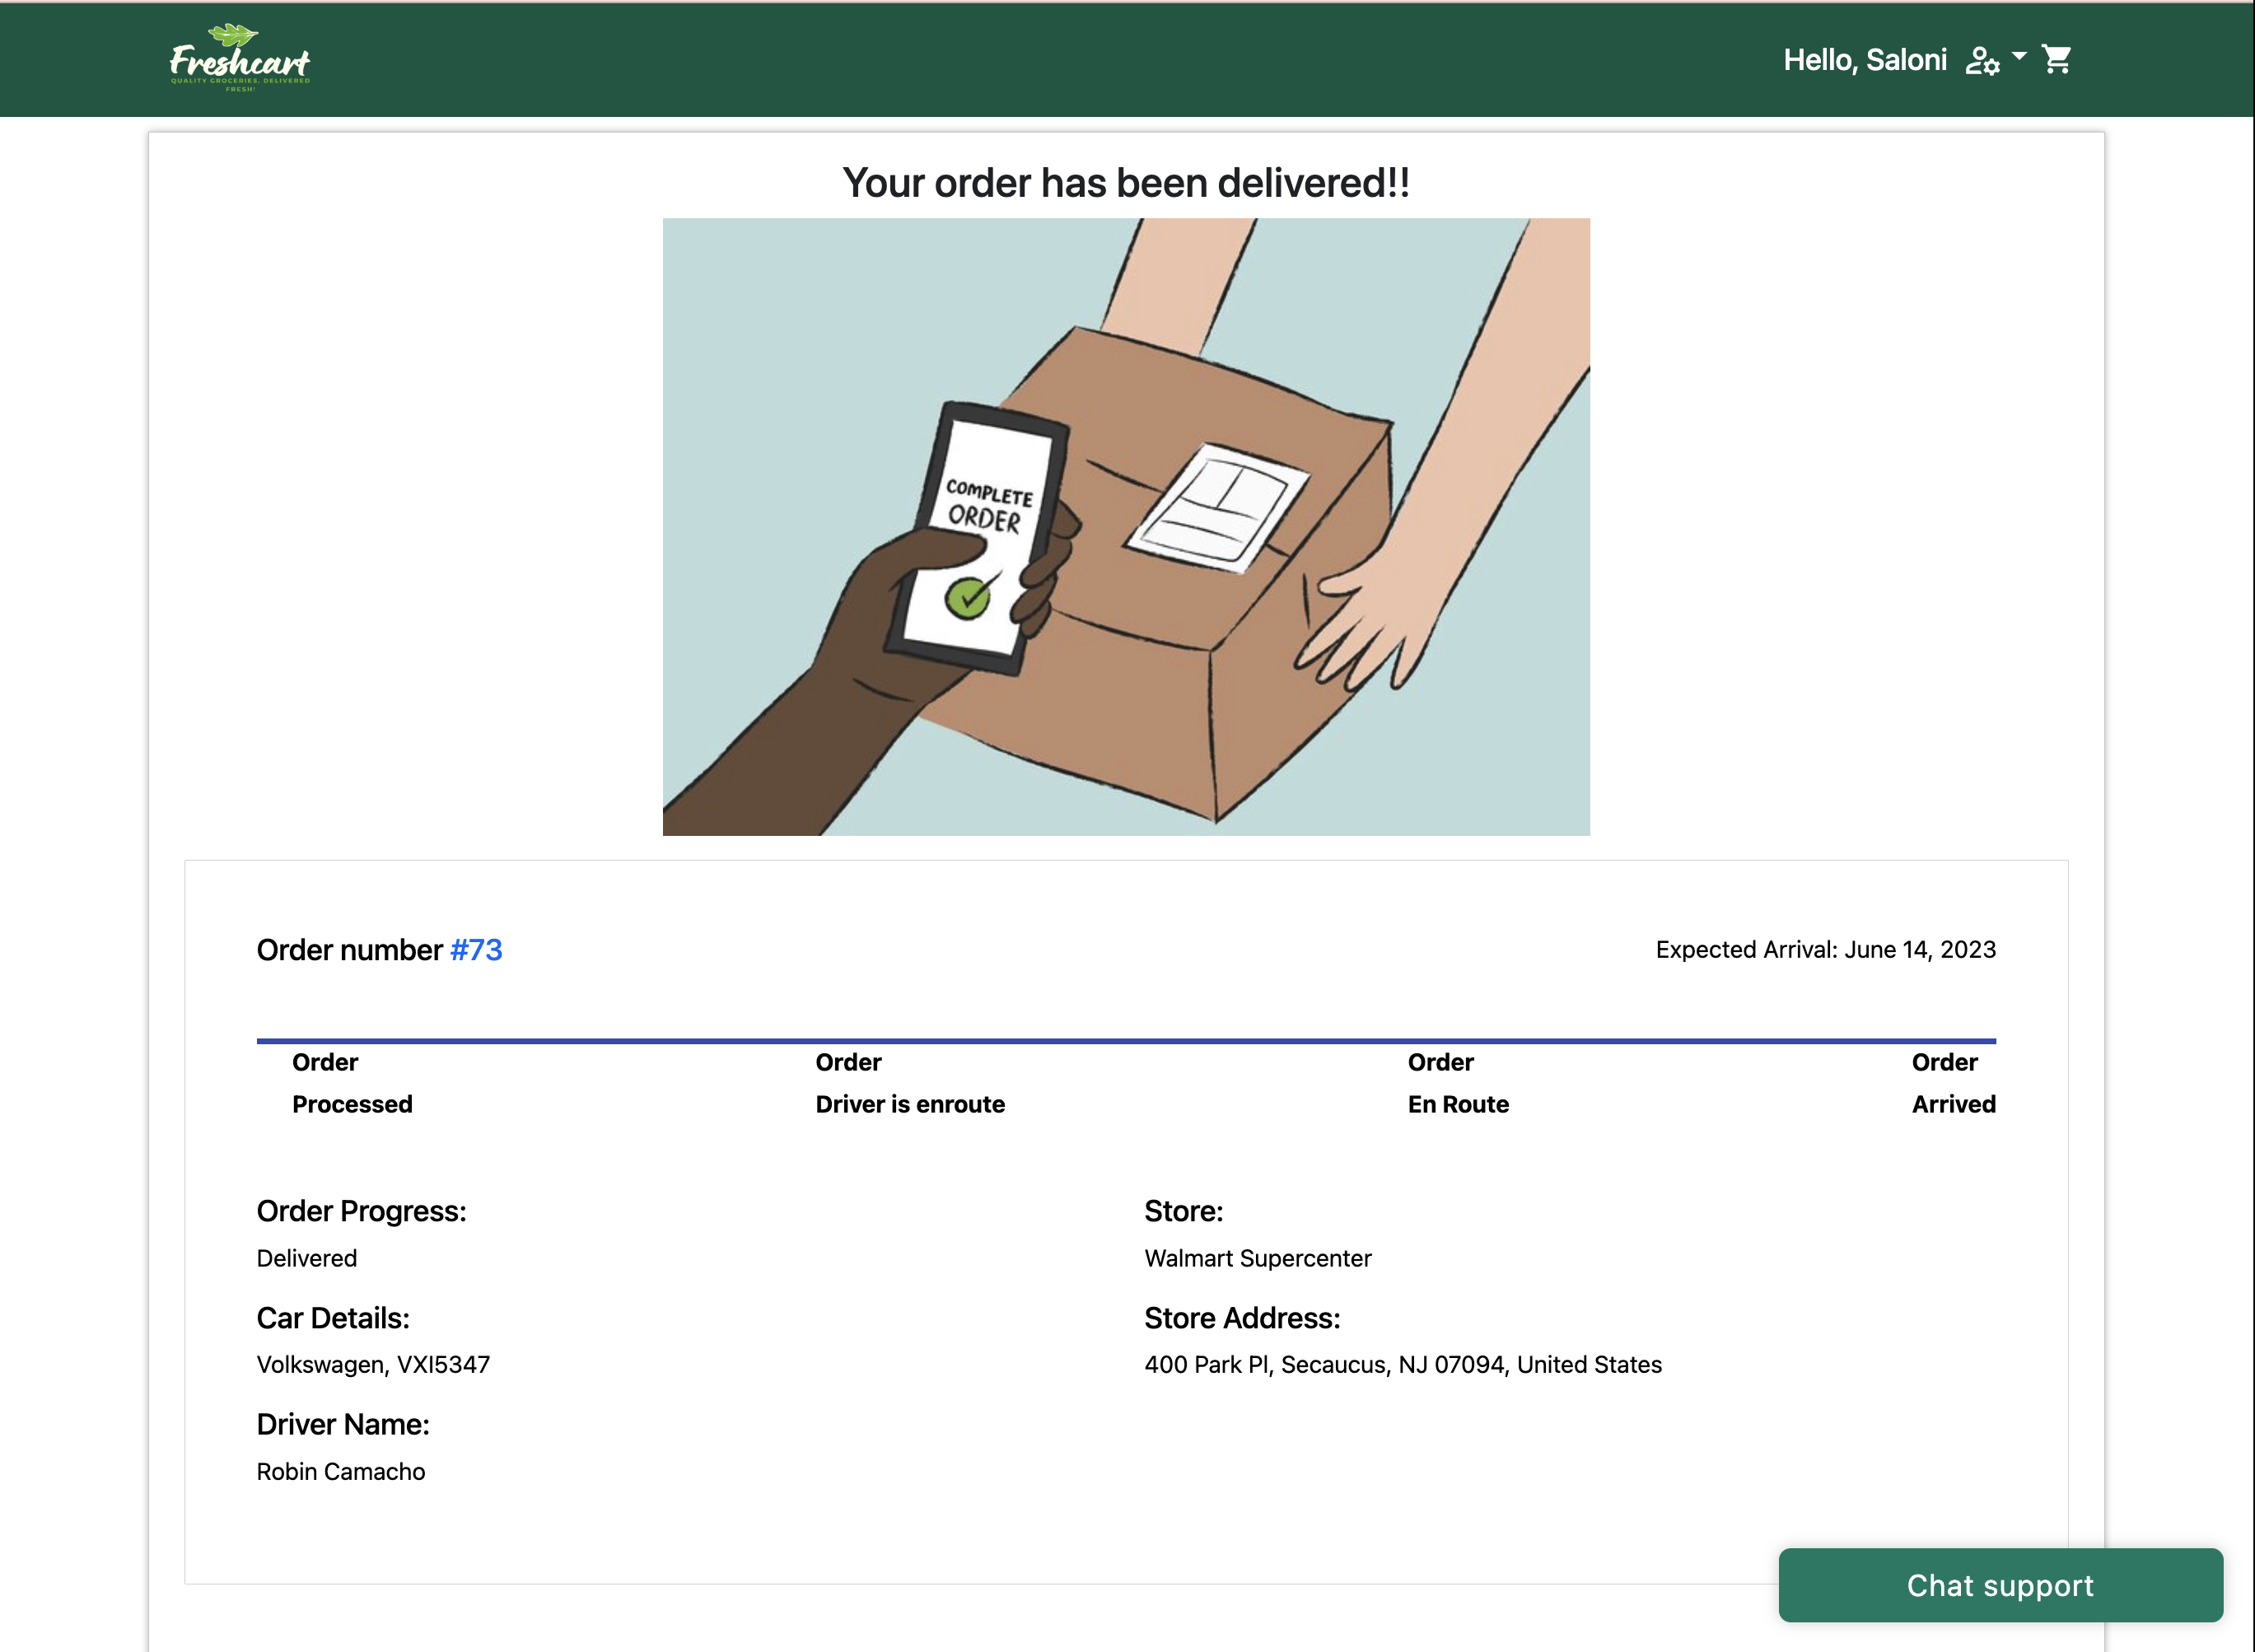 Freshcart
QUALITY GROCERIES, DELIVERED
FRESH!
Hello, Saloni
Your order has been delivered!!
COMPLETE
ORDER
Order number #73
Expected Arrival: June 14, 2023
Order
Processed
Order
Driver is enroute
Order
En Route
Order
Arrived
Order Progress:
Delivered
Car Details:
Volkswagen, VXI5347
Driver Name:
Robin Camacho
Store:
Walmart Supercenter
Store Address:
400 Park Pl, Secaucus, NJ 07094, United States
Chat support